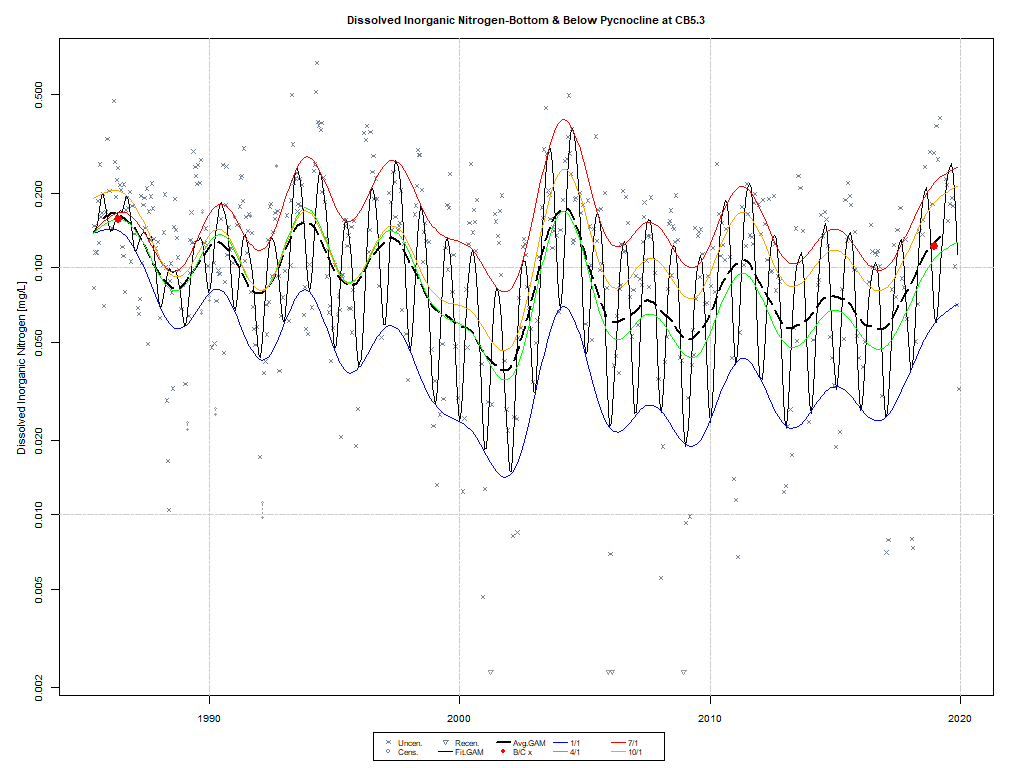 Dissolved Inorganic Nitrogen-Bottom & Below Pycnocline at CB5.3
Dissolved Inorganic Nitrogen [mg/L]
0.500
0.200
0.100
0.050
0.020
0.010
0.005
0.002
1990 2000 2010 2020
Uncen. Recen. Avg.GAM 1/1 7/1
Cens. Fit.GAM B/C x 4/1 10/1